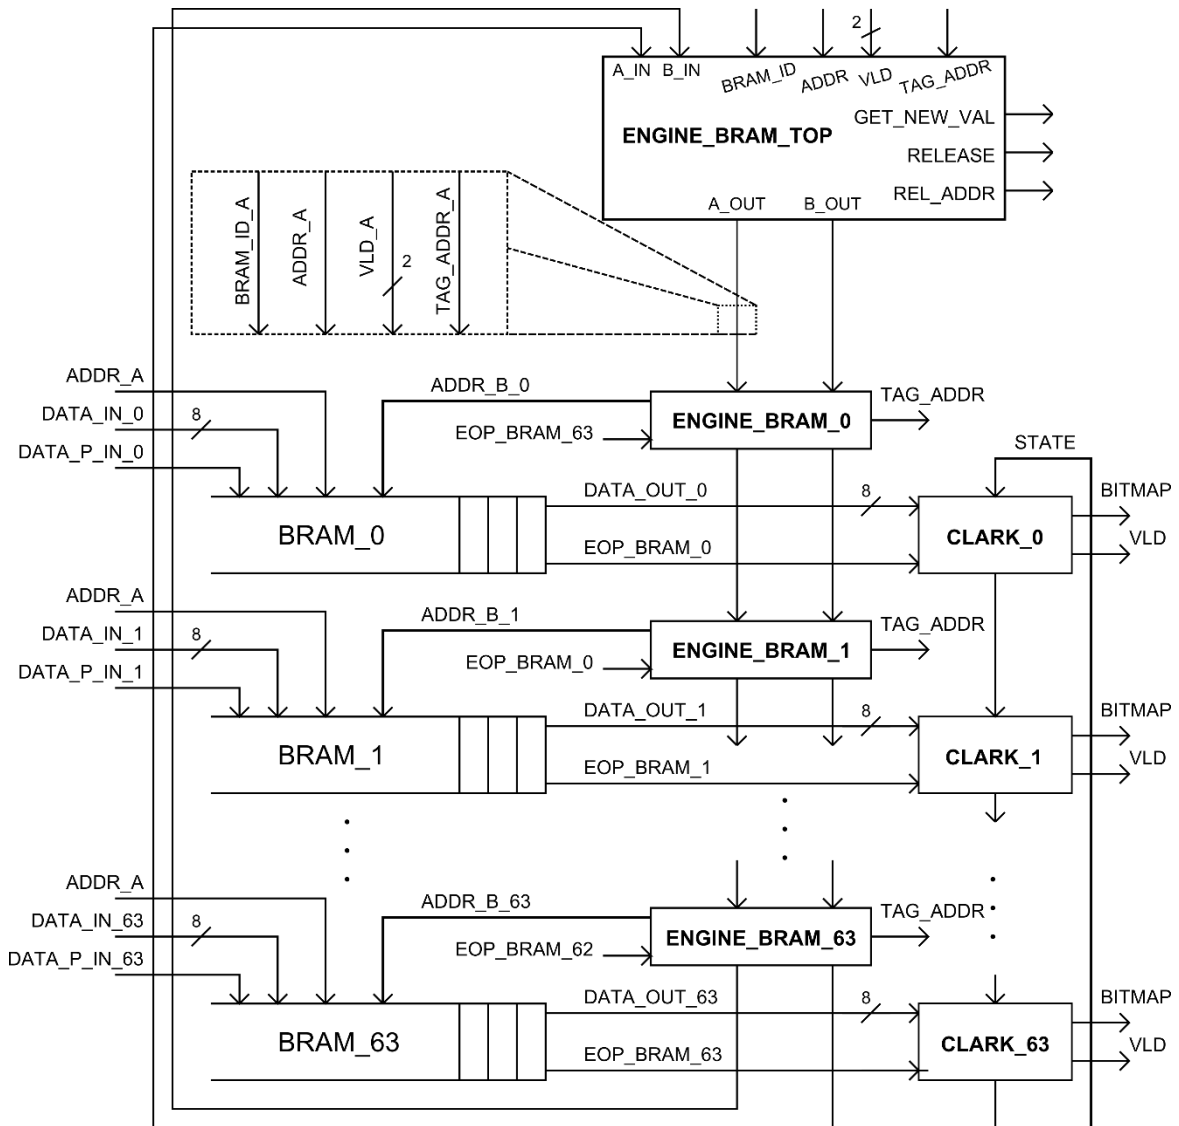 2
A_IN B_IN BRAM_ID ADDR VLD TAG_ADDR
GET_NEW_VAL
ENGINE_BRAM_TOP
RELEASE
REL_ADDR
A_OUT B_OUT
BRAM_ID_A
ADDR_A
VLD_A
2
TAG_ADDR_A
ADDR_A
DATA_IN_0
8
DATA_P_IN_0
ADDR_B_0
EOP_BRAM_63
ENGINE_BRAM_0
TAG_ADDR
STATE
BRAM_0
DATA_OUT_0
8
EOP_BRAM_0
CLARK_0
BITMAP
VLD
ADDR_A
DATA_IN_1
8
DATA_P_IN_1
ADDR_B_1
EOP_BRAM_0
ENGINE_BRAM_1
TAG_ADDR
BRAM_1
DATA_OUT_1
8
EOP_BRAM_1
CLARK_1
BITMAP
VLD
ADDR_A
DATA_IN_63
8
DATA_P_IN_63
ADDR_B_63
EOP_BRAM_62
ENGINE_BRAM_63
TAG_ADDR
BRAM_63
DATA_OUT_63
8
EOP_BRAM_63
CLARK_63
BITMAP
VLD